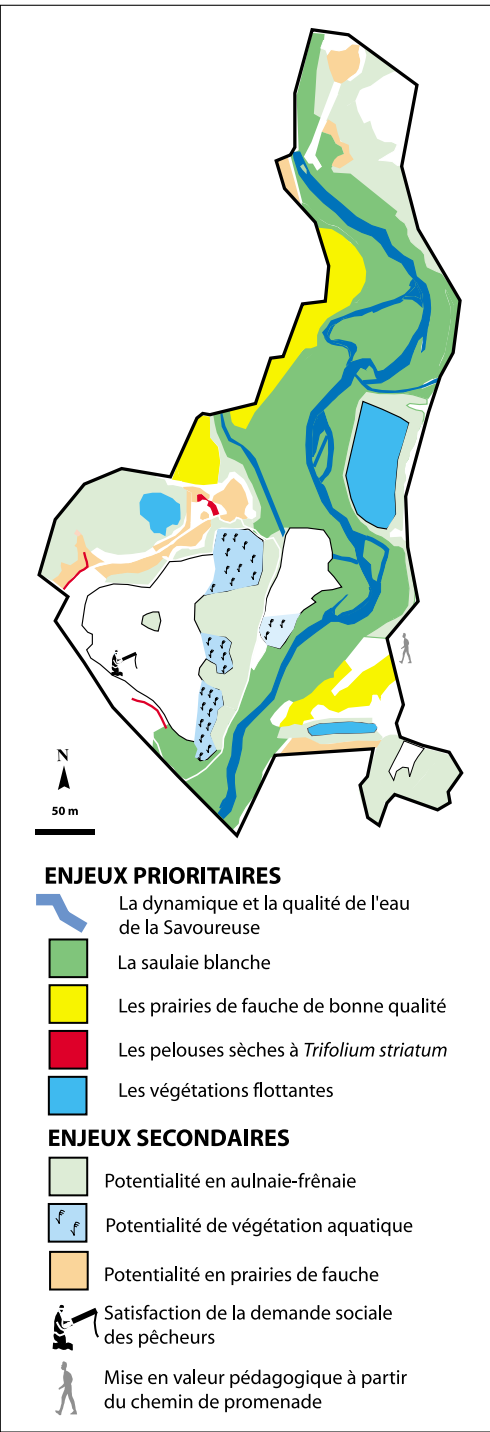 N
50 m
ENJEUX PRIORITAIRES
La dynamique et la qualité de l'eau
de la Savoureuse
La saulaie blanche
Les prairies de fauche de bonne qualité
Les pelouses sèches à Trifolium striatum
Les végétations flottantes
ENJEUX SECONDAIRES
Potentialité en aulnaie-frênaie
Potentialité de végétation aquatique
Potentialité en prairies de fauche
Satisfaction de la demande sociale
des pêcheurs
Mise en valeur pédagogique à partir
du chemin de promenade